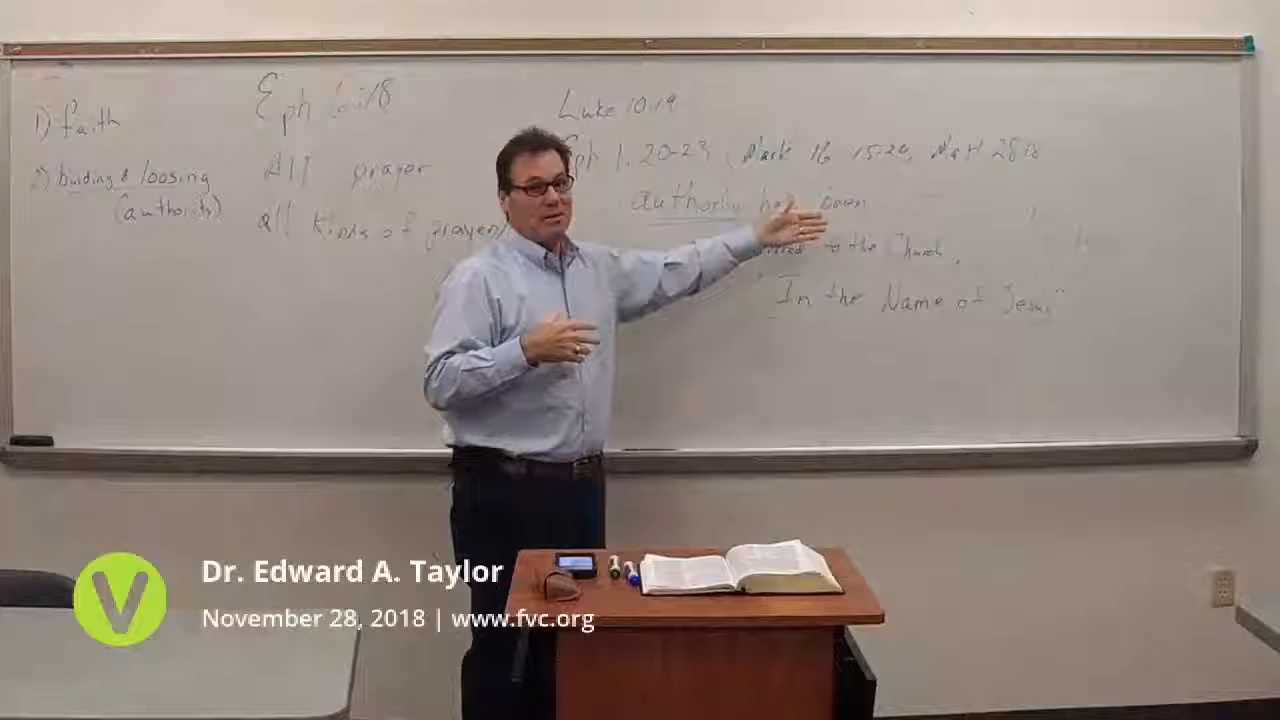 1) faith
2) binding & loosing
(authority)
Eph 6:18
All prayer
all kinds of prayer
Luke 10:19
Eph 1:20-23, Mark 16 15-20, Matt 28:18
authority has been
to the Church,
"In the Name of Jesus"
V
Dr. Edward A. Taylor
November 28, 2018 | www.fvc.org